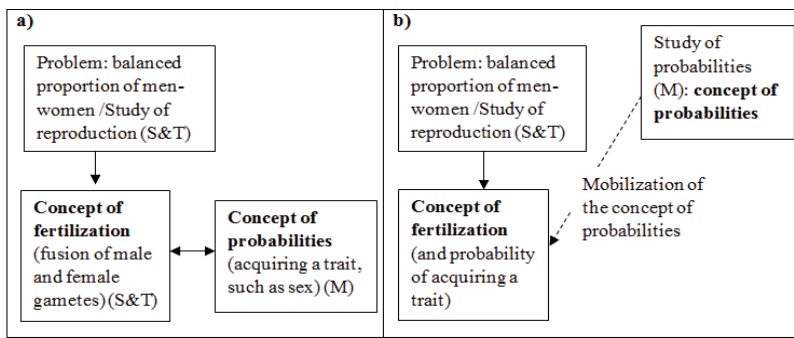 a)
Problem: balanced
proportion of men-
women /Study of
reproduction (S&T)
Concept of
fertilization
(fusion of male
and female
gametes) (S&T)
Concept of
probabilities
(acquiring a trait,
such as sex) (M)
b)
Problem: balanced
proportion of men-
women /Study of
reproduction (S&T)
Study of
probabilities
(M): concept of
probabilities
Mobilization of
the concept of
probabilities
Concept of
fertilization
(and probability
of acquiring a
trait)